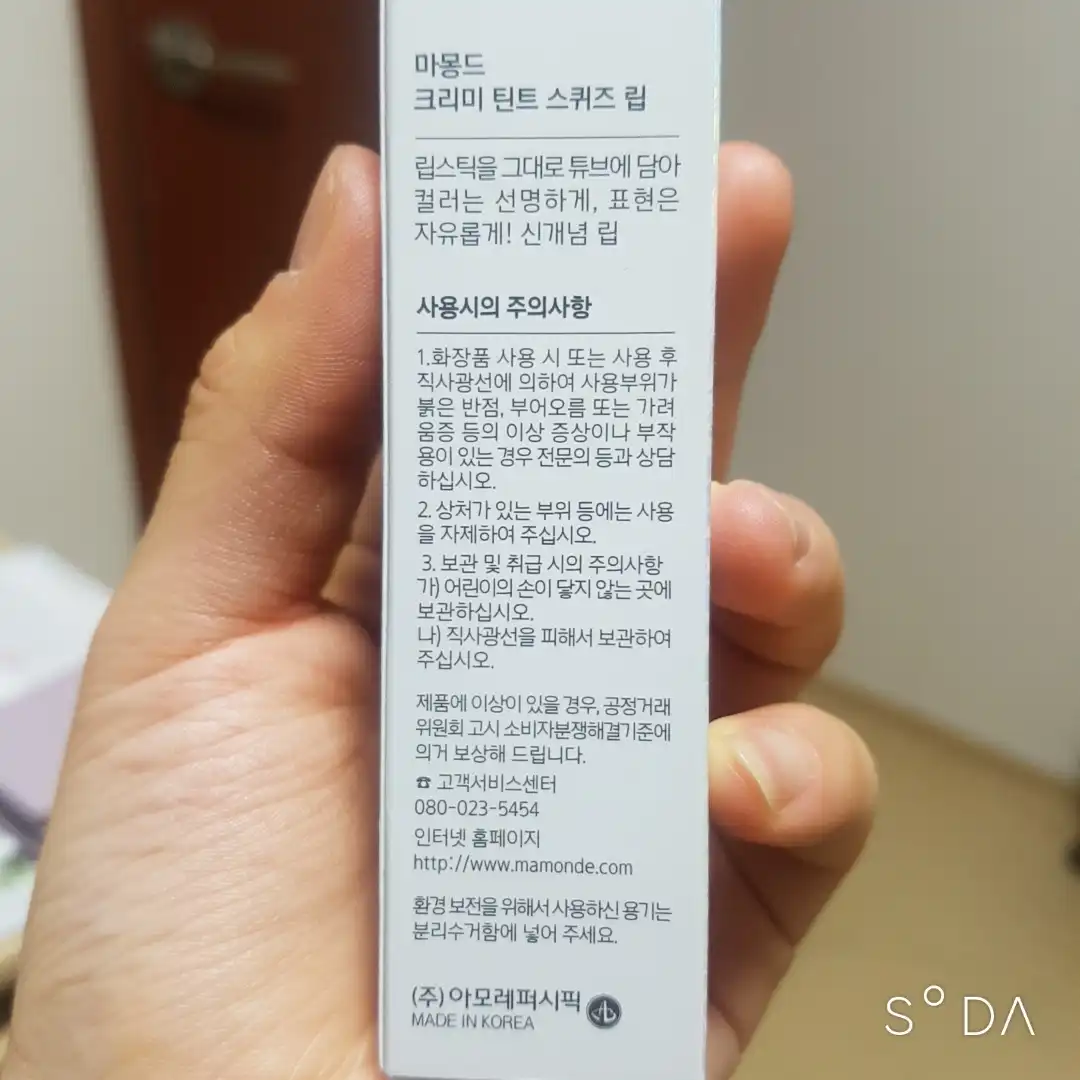 마몽드
크리미 틴트 스퀴즈 립
립스틱을 그대로 튜브에 담아
컬러는 선명하게, 표현은
자유롭게! 신개념 립
사용시의 주의사항
1.화장품 사용 시 또는 사용 후
직사광선에 의하여 사용부위가
붉은 반점, 부어오름 또는 가려
움증 등의 이상 증상이나 부작
용이 있는 경우 전문의 등과 상담
하십시오.
2. 상처가 있는 부위 등에는 사용
을 자제하여 주십시오.
3. 보관 및 취급 시의 주의사항
가) 어린이의 손이 닿지 않는 곳에
보관하십시오.
나) 직사광선을 피해서 보관하여
주십시오.
제품에 이상이 있을 경우, 공정거래
위원회 고시 소비자분쟁해결기준에
의거 보상해 드립니다.
☎ 고객서비스센터
080-023-5454
인터넷 홈페이지
http://www.mamonde.com
환경 보전을 위해서 사용하신 용기는
분리수거함에 넣어 주세요.
(주)아모레퍼시픽
MADE IN KOREA
S°DA